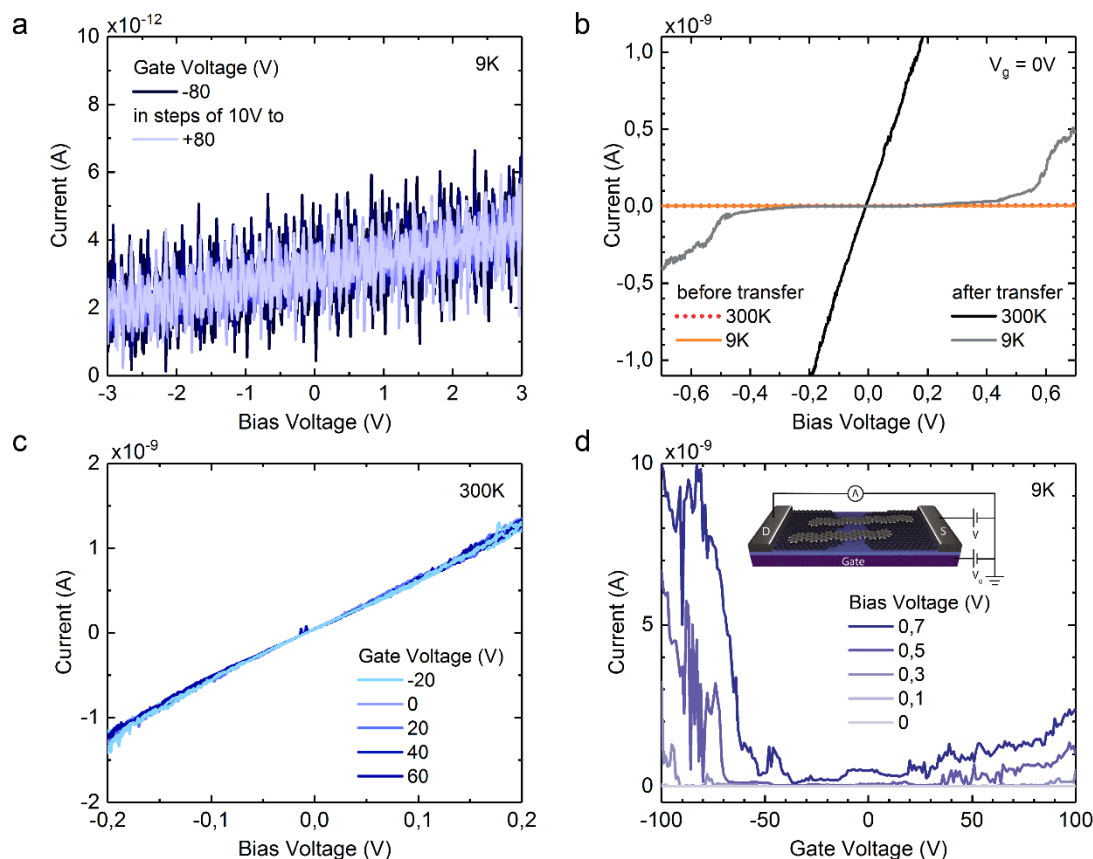 a
x10⁻¹²
10
8
6
4
2
0
Current (A)
Gate Voltage (V)
-80
in steps of 10V to
+80
9K
-3 -2 -1 0 1 2 3
Bias Voltage (V)
b
x10⁻⁹
1,0
0,5
0,0
-0,5
-1,0
Current (A)
V_g = 0V
before transfer
300K
9K
after transfer
300K
9K
-0,6 -0,4 -0,2 0,0 0,2 0,4 0,6
Bias Voltage (V)
c
x10⁻⁹
2
1
0
-1
-2
Current (A)
300K
Gate Voltage (V)
-20
0
20
40
60
-0,2 -0,1 0,0 0,1 0,2
Bias Voltage (V)
d
x10⁻⁹
10
5
0
Current (A)
9K
A
D
S
V
Gate
V_g
Bias Voltage (V)
0,7
0,5
0,3
0,1
0
-100 -50 0 50 100
Gate Voltage (V)